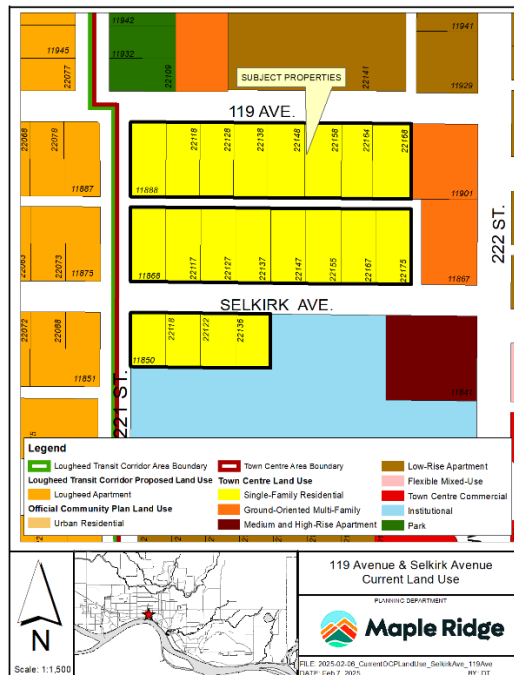 11942
11945
11932
22077
22109
22141
11941
11929
SUBJECT PROPERTIES
119 AVE.
22068
22078
22118
22128
22138
22148
22158
22164
22168
11887
11888
11901
222 ST.
22063
22073
11875
11868
22117
22127
22137
22147
22155
22167
22175
11867
SELKIRK AVE.
22072
22088
22118
22122
22136
11851
11850
11841
221 ST.
Legend
Lougheed Transit Corridor Area Boundary
Lougheed Transit Corridor Proposed Land Use
Lougheed Apartment
Official Community Plan Land Use
Urban Residential
Town Centre Area Boundary
Town Centre Land Use
Single-Family Residential
Ground-Oriented Multi-Family
Medium and High-Rise Apartment
Low-Rise Apartment
Flexible Mixed-Use
Town Centre Commercial
Institutional
Park
N
Scale: 1:1,500
119 Avenue & Selkirk Avenue
Current Land Use
PLANNING DEPARTMENT
Maple Ridge
FILE: 2025-02-06_CurrentOCPLandUse_SelkirkAve_119Ave
DATE: Feb 7, 2025
BY: DT